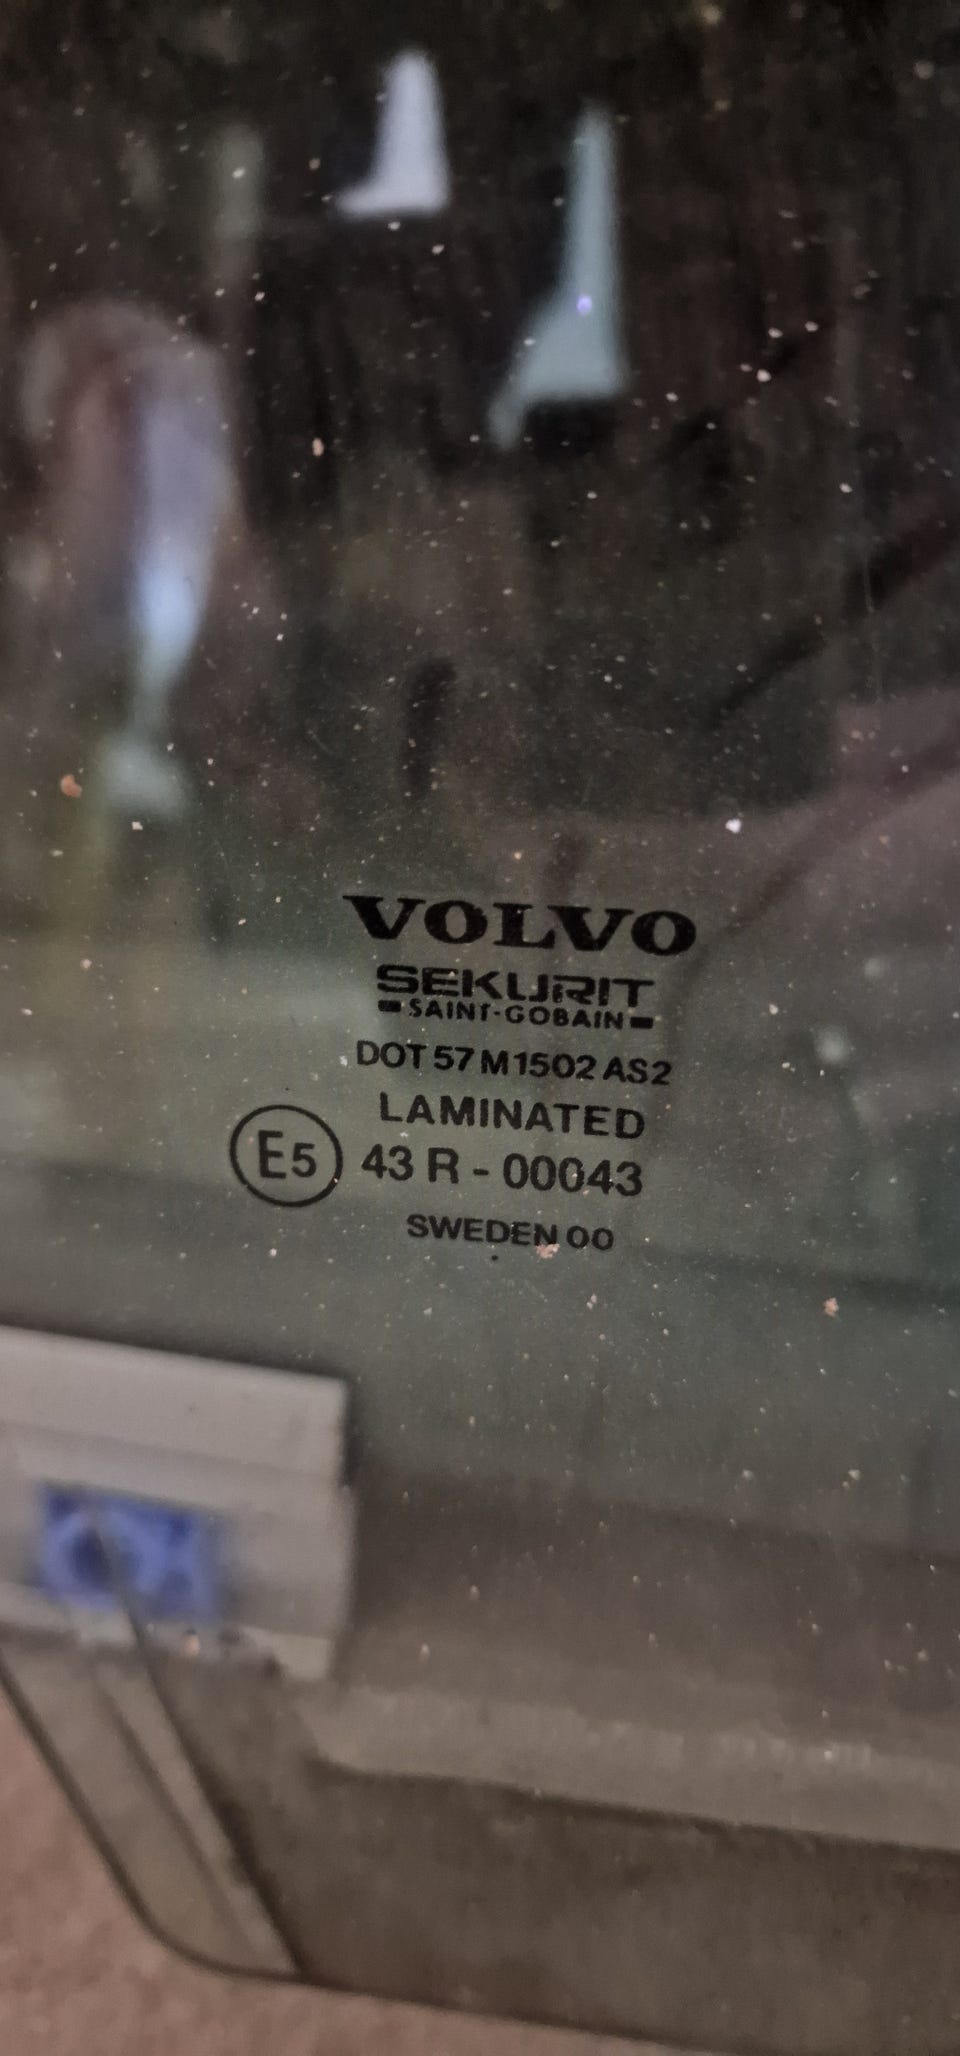 VOLVO
SEKURIT
SAINT-GOBAIN
DOT 57 M1502 AS2
LAMINATED
E5 43 R - 00043
SWEDEN 00